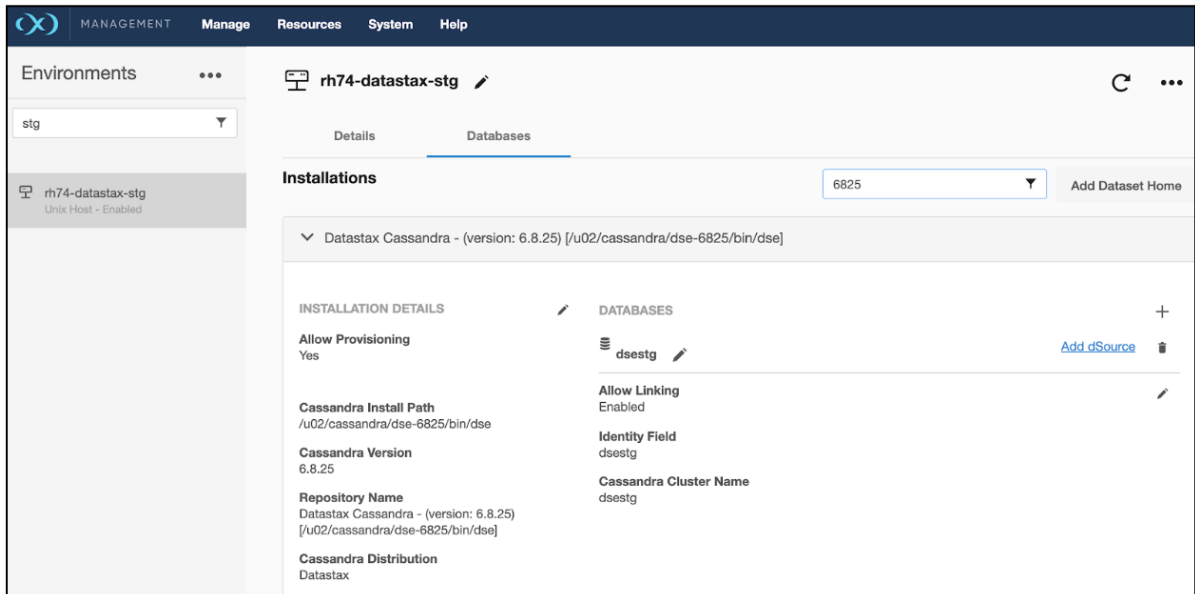 MANAGEMENT Manage Resources System Help
Environments
stg
rh74-datastax-stg
Unix Host - Enabled
rh74-datastax-stg
Details Databases
Installations
6825
Add Dataset Home
Datastax Cassandra - (version: 6.8.25) [/u02/cassandra/dse-6825/bin/dse]
INSTALLATION DETAILS
Allow Provisioning
Yes
Cassandra Install Path
/u02/cassandra/dse-6825/bin/dse
Cassandra Version
6.8.25
Repository Name
Datastax Cassandra - (version: 6.8.25)
[/u02/cassandra/dse-6825/bin/dse]
Cassandra Distribution
Datastax
DATABASES
dsestg
Add dSource
Allow Linking
Enabled
Identity Field
dsestg
Cassandra Cluster Name
dsestg